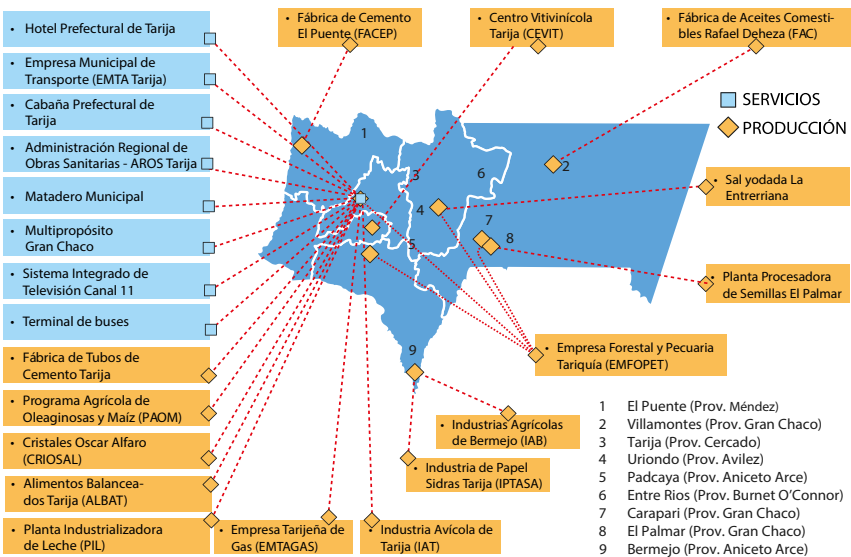 • Hotel Prefectural de Tarija
• Empresa Municipal de
Transporte (EMTA Tarija)
• Cabaña Prefectural de
Tarija
• Administración Regional de
Obras Sanitarias - AROS Tarija
• Matadero Municipal
• Multipropósito
Gran Chaco
• Sistema Integrado de
Televisión Canal 11
• Terminal de buses
• Fábrica de Tubos de
Cemento Tarija
• Programa Agrícola de
Oleaginosas y Maíz (PAOM)
• Cristales Oscar Alfaro
(CRIOSAL)
• Alimentos Balancea-
dos Tarija (ALBAT)
• Planta Industrializadora
de Leche (PIL)
• Fábrica de Cemento
El Puente (FACEP)
• Centro Vitivinícola
Tarija (CEVIT)
• Fábrica de Aceites Comesti-
bles Rafael Deheza (FAC)
SERVICIOS
PRODUCCIÓN
• Sal yodada La
Entrerriana
• Planta Procesadora
de Semillas El Palmar
• Empresa Forestal y Pecuaria
Tariquía (EMFOPET)
• Industrias Agrícolas
de Bermejo (IAB)
• Industria de Papel
Sidras Tarija (IPTASA)
• Empresa Tarijeña de
Gas (EMTAGAS)
• Industria Avícola de
Tarija (IAT)
1
2
3
4
5
6
7
8
9
1 El Puente (Prov. Méndez)
2 Villamontes (Prov. Gran Chaco)
3 Tarija (Prov. Cercado)
4 Uriondo (Prov. Avilez)
5 Padcaya (Prov. Aniceto Arce)
6 Entre Rios (Prov. Burnet O'Connor)
7 Carapari (Prov. Gran Chaco)
8 El Palmar (Prov. Gran Chaco)
9 Bermejo (Prov. Aniceto Arce)